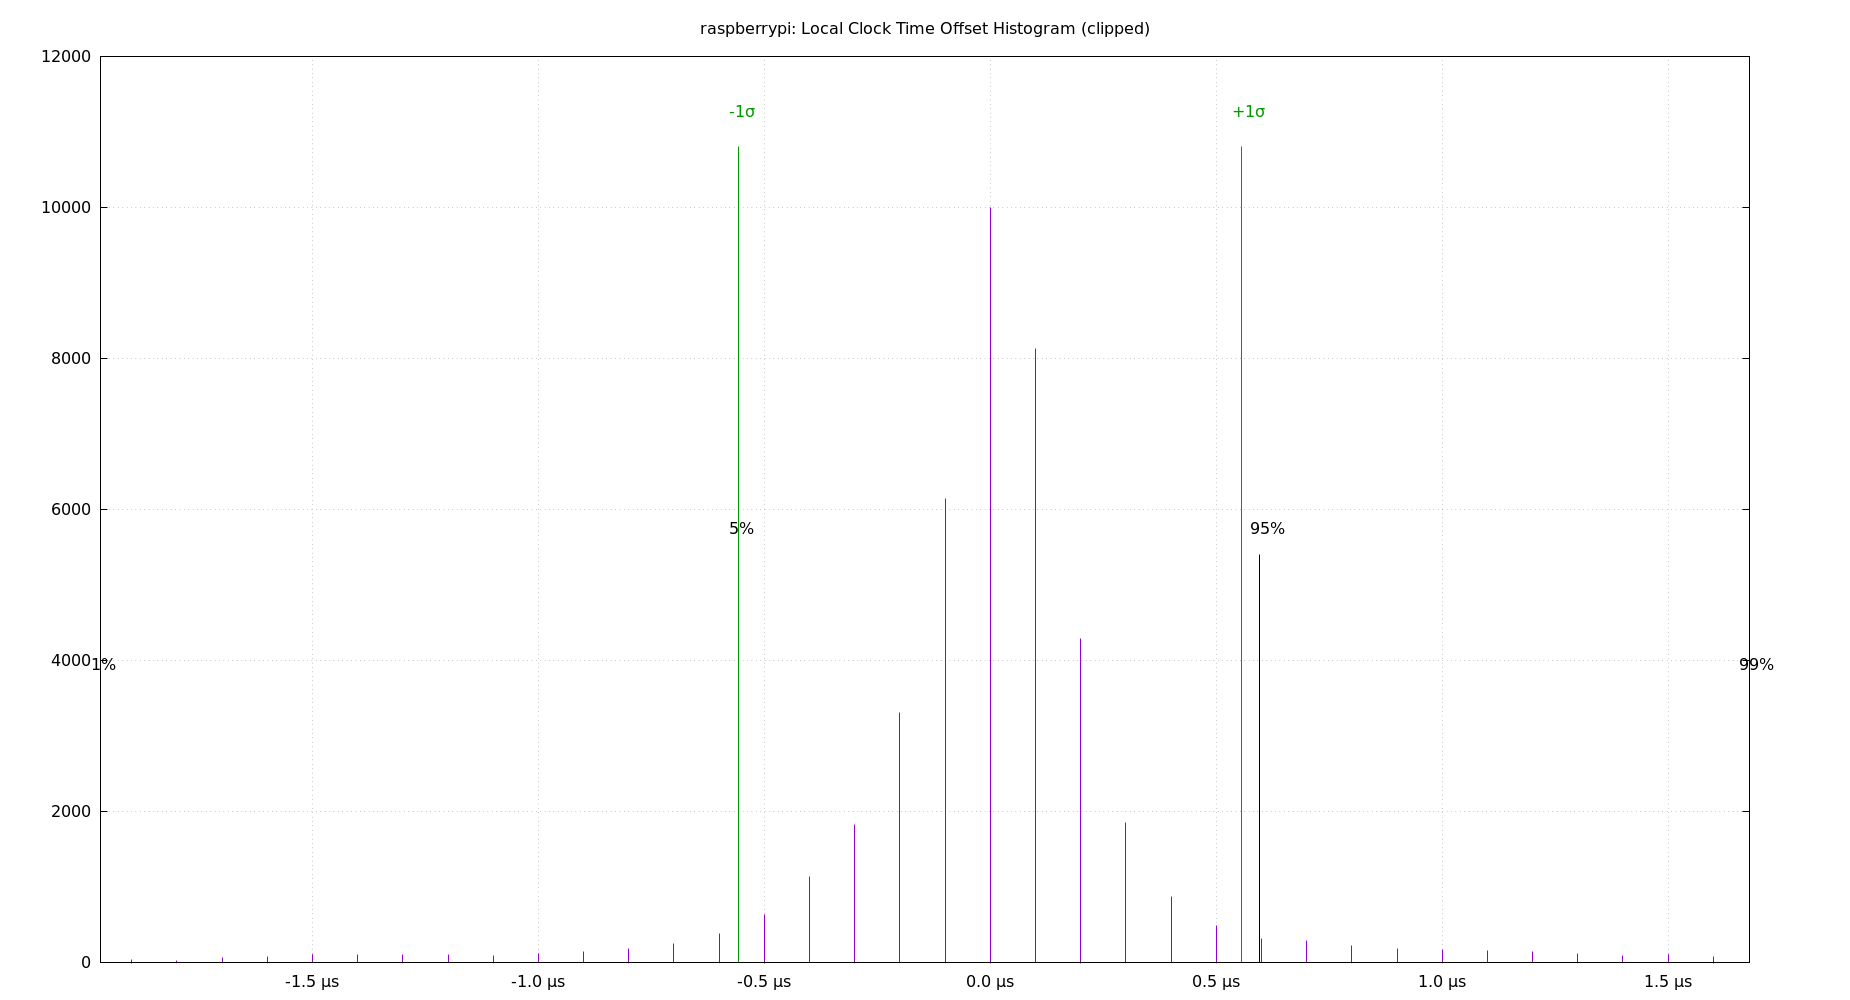 raspberrypi: Local Clock Time Offset Histogram (clipped)
12000
-1σ
+1σ
10000
8000
6000
5%
95%
4000
1%
99%
2000
0
-1.5 μs
-1.0 μs
-0.5 μs
0.0 μs
0.5 μs
1.0 μs
1.5 μs